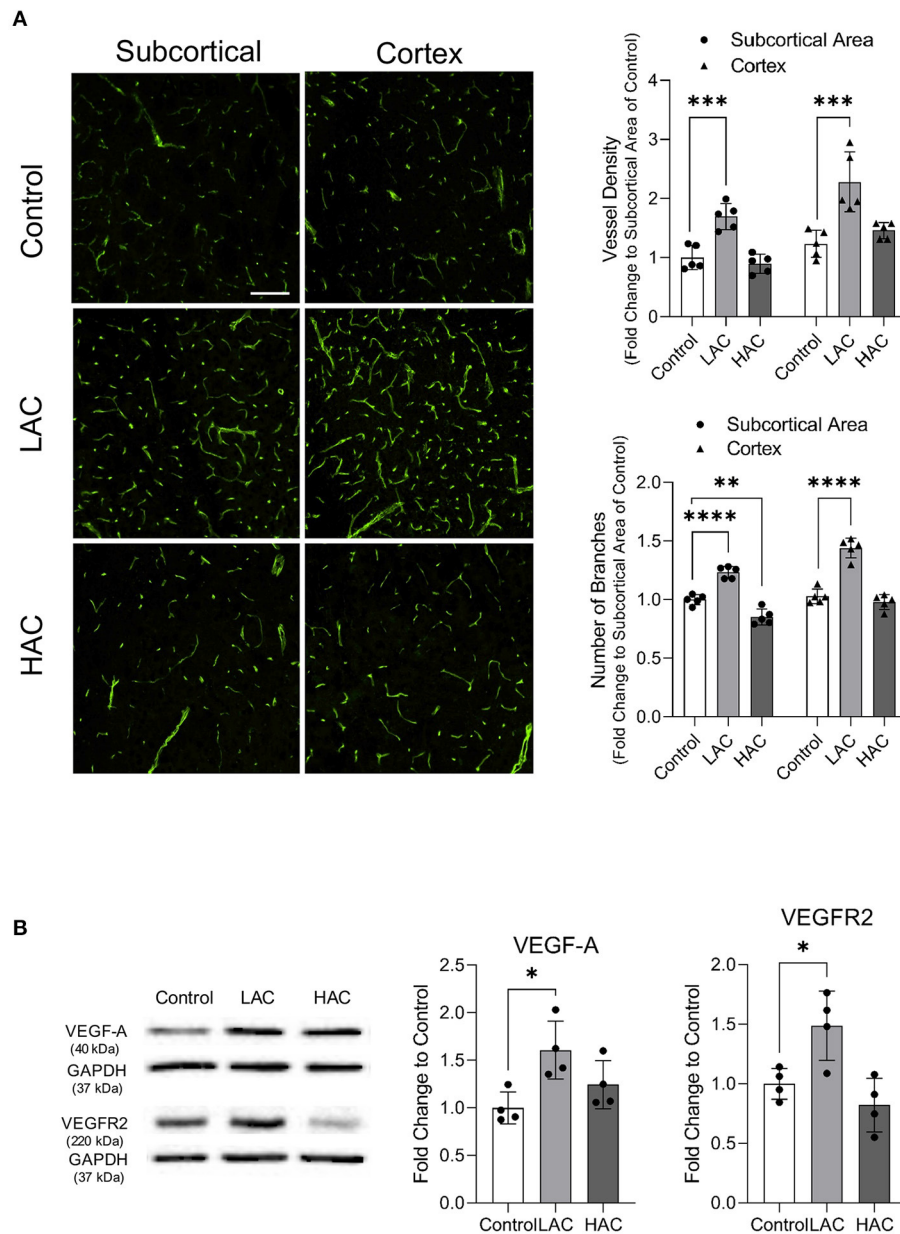 A
Subcortical
Cortex
Control
LAC
HAC
● Subcortical Area
▲ Cortex
Vessel Density
(Fold Change to Subcortical Area of Control)
4
3
2
1
0
***
***
Control
LAC
HAC
Control
LAC
HAC
● Subcortical Area
▲ Cortex
Number of Branches
(Fold Change to Subcortical Area of Control)
2.0
1.5
1.0
0.5
0.0
**
****
****
Control
LAC
HAC
Control
LAC
HAC
B
Control LAC HAC
VEGF-A
(40 kDa)
GAPDH
(37 kDa)
VEGFR2
(220 kDa)
GAPDH
(37 kDa)
VEGF-A
Fold Change to Control
2.5
2.0
1.5
1.0
0.5
0.0
*
Control LAC HAC
VEGFR2
Fold Change to Control
2.0
1.5
1.0
0.5
0.0
*
Control LAC HAC